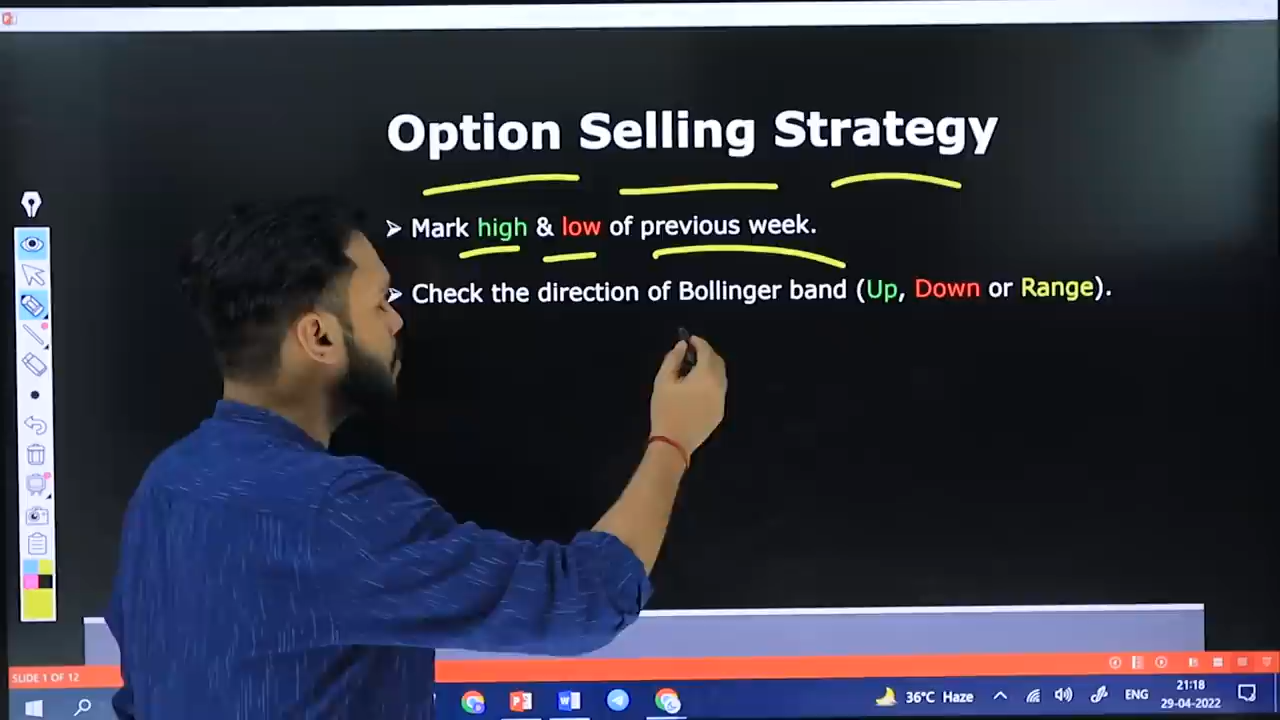 Option Selling Strategy
➢ Mark high & low of previous week.
➢ Check the direction of Bollinger band (Up, Down or Range).
SLIDE 1 OF 12
36°C Haze
ENG
21:18
29-04-2022